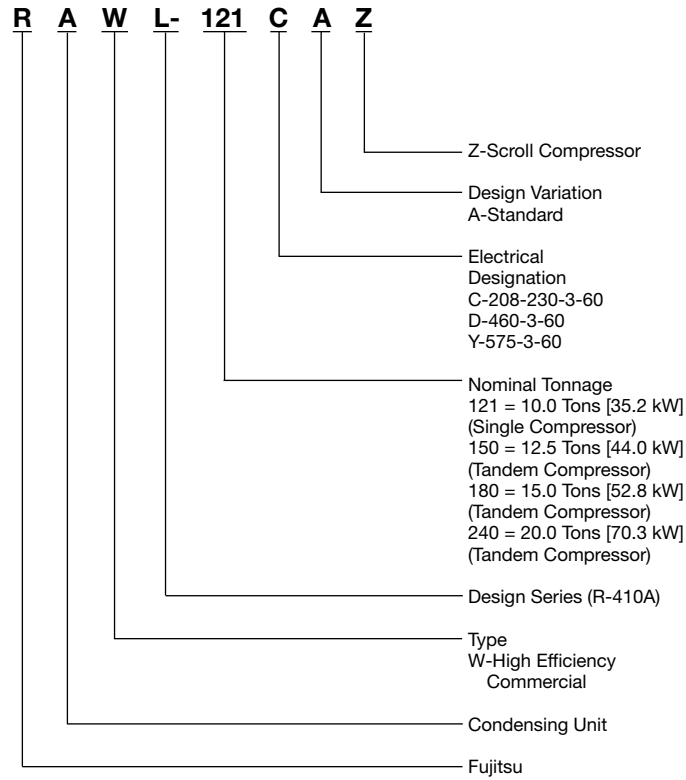 R A W L- 121 C A Z
Z-Scroll Compressor
Design Variation
A-Standard
Electrical
Designation
C-208-230-3-60
D-460-3-60
Y-575-3-60
Nominal Tonnage
121 = 10.0 Tons [35.2 kW]
(Single Compressor)
150 = 12.5 Tons [44.0 kW]
(Tandem Compressor)
180 = 15.0 Tons [52.8 kW]
(Tandem Compressor)
240 = 20.0 Tons [70.3 kW]
(Tandem Compressor)
Design Series (R-410A)
Type
W-High Efficiency
Commercial
Condensing Unit
Fujitsu